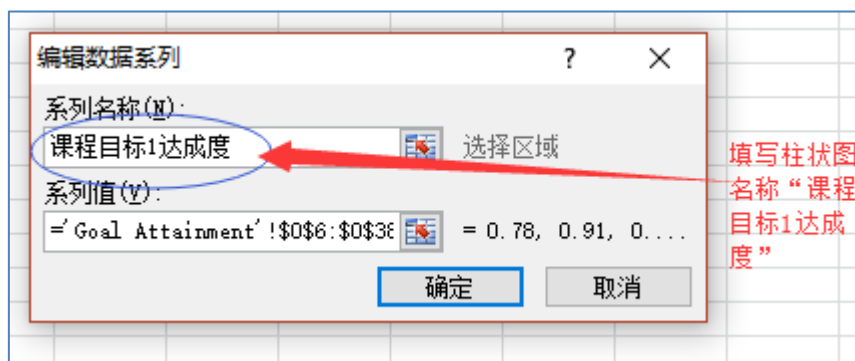 编辑数据系列 ? ×
系列名称(N):
课程目标1达成度 选择区域
系列值(V):
='Goal Attainment'!$O$6:$O$38 = 0.78, 0.91, 0....
确定 取消
填写柱状图
名称“课程
目标1达成
度”